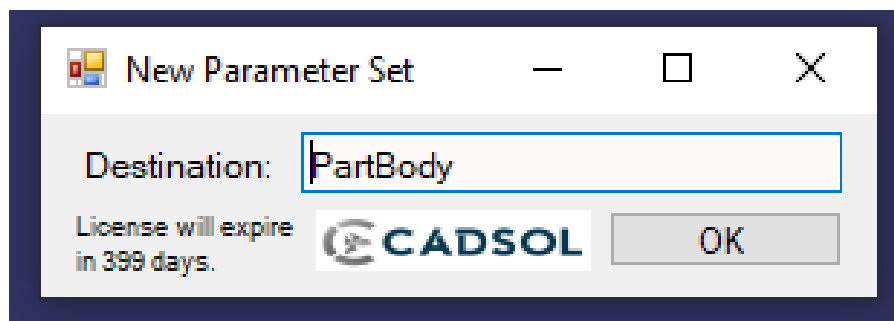 New Parameter Set
Destination: PartBody
License will expire
in 399 days.
CADSOL
OK